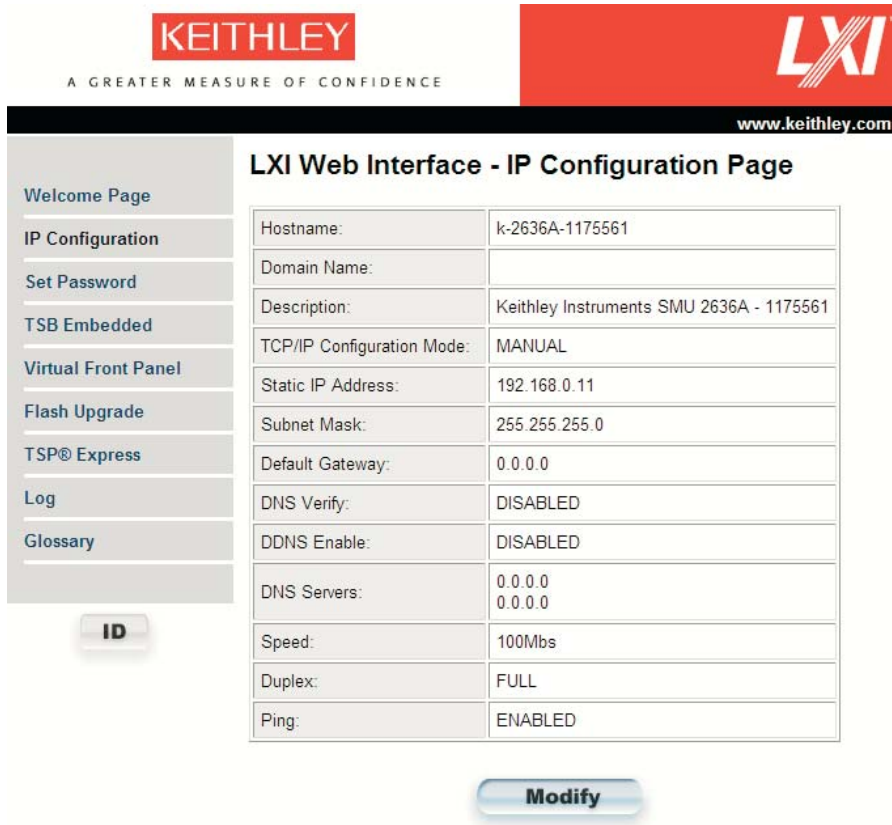 KEITHLEY
A GREATER MEASURE OF CONFIDENCE
LXI
www.keithley.com
LXI Web Interface - IP Configuration Page
Welcome Page
IP Configuration
Set Password
TSB Embedded
Virtual Front Panel
Flash Upgrade
TSP® Express
Log
Glossary
ID
Hostname: k-2636A-1175561
Domain Name:
Description: Keithley Instruments SMU 2636A - 1175561
TCP/IP Configuration Mode: MANUAL
Static IP Address: 192.168.0.11
Subnet Mask: 255.255.255.0
Default Gateway: 0.0.0.0
DNS Verify: DISABLED
DDNS Enable: DISABLED
DNS Servers: 0.0.0.0
0.0.0.0
Speed: 100Mbs
Duplex: FULL
Ping: ENABLED
Modify